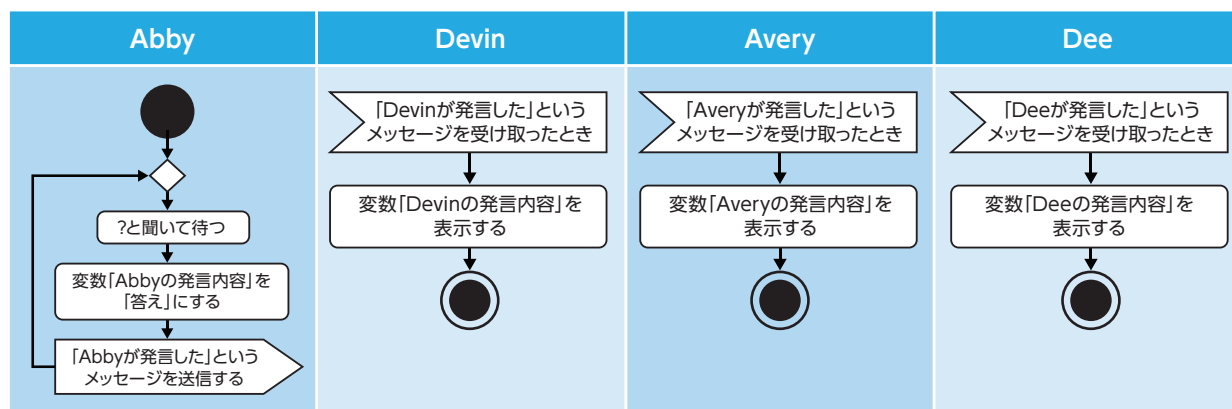 Abby
Devin
Avery
Dee
?と聞いて待つ
変数「Abbyの発言内容」を
「答え」にする
「Abbyが発言した」という
メッセージを送信する
「Devinが発言した」という
メッセージを受け取ったとき
変数「Devinの発言内容」を
表示する
「Averyが発言した」という
メッセージを受け取ったとき
変数「Averyの発言内容」を
表示する
「Deeが発言した」という
メッセージを受け取ったとき
変数「Deeの発言内容」を
表示する